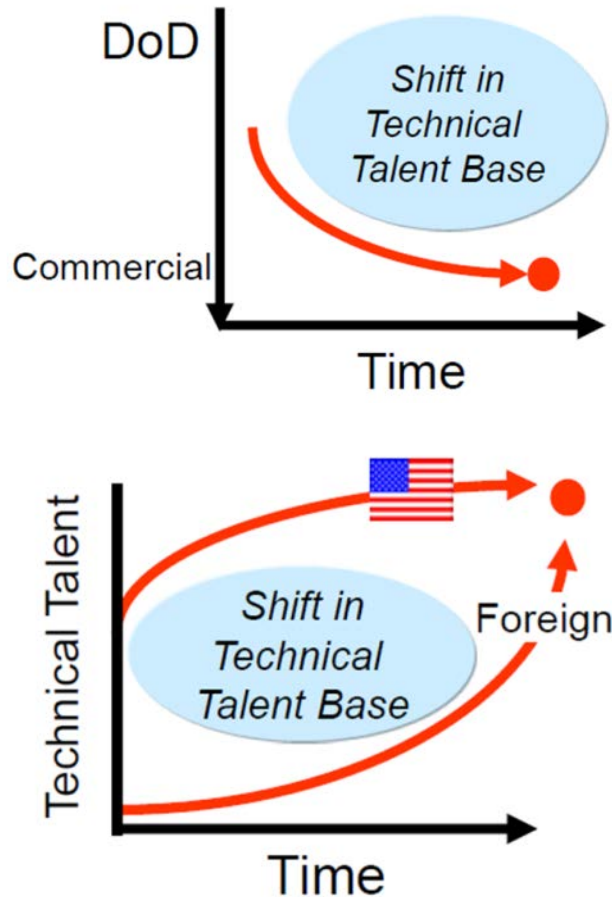 DoD
Shift in
Technical
Talent Base
Commercial
Time
Technical Talent
Shift in
Technical
Talent Base
Foreign
Time